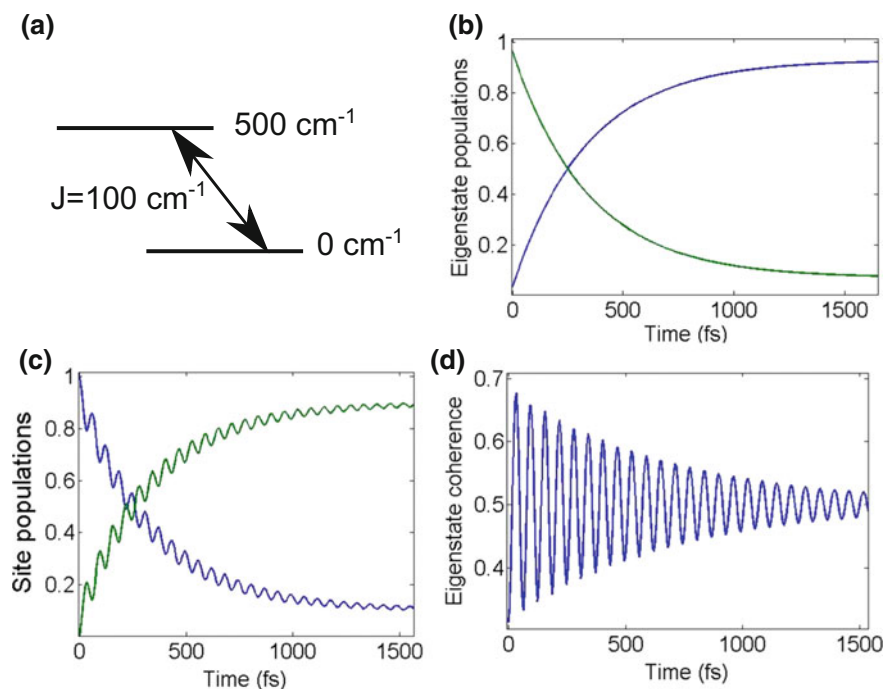 (a)
500 cm⁻¹
J=100 cm⁻¹
0 cm⁻¹
(b)
Eigenstate populations
1
0.8
0.6
0.4
0.2
0 500 1000 1500
Time (fs)
(c)
Site populations
1
0.8
0.6
0.4
0.2
0 500 1000 1500
Time (fs)
(d)
Eigenstate coherence
0.7
0.6
0.5
0.4
0 500 1000 1500
Time (fs)